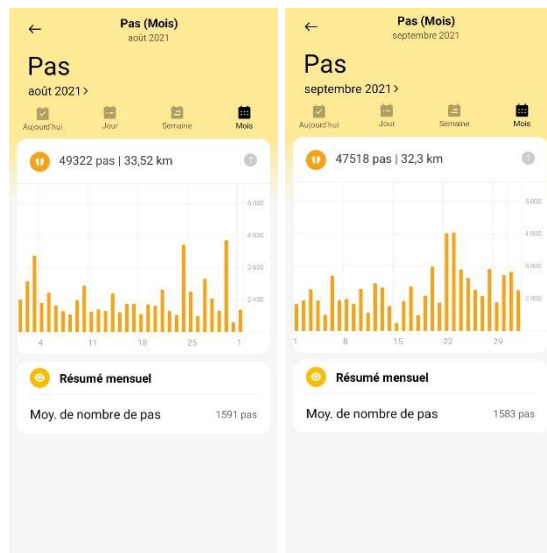 Pas (Mois)
août 2021
Pas
août 2021 >
Aujourd'hui
Jour
Semaine
Mois
49322 pas | 33,52 km
?
6 000
4 800
3 600
2 400
4
11
18
25
1
Résumé mensuel
Moy. de nombre de pas
1591 pas
Pas (Mois)
septembre 2021
Pas
septembre 2021 >
Aujourd'hui
Jour
Semaine
Mois
47518 pas | 32,3 km
?
5 000
4 000
3 000
2 000
1
8
15
22
29
Résumé mensuel
Moy. de nombre de pas
1583 pas